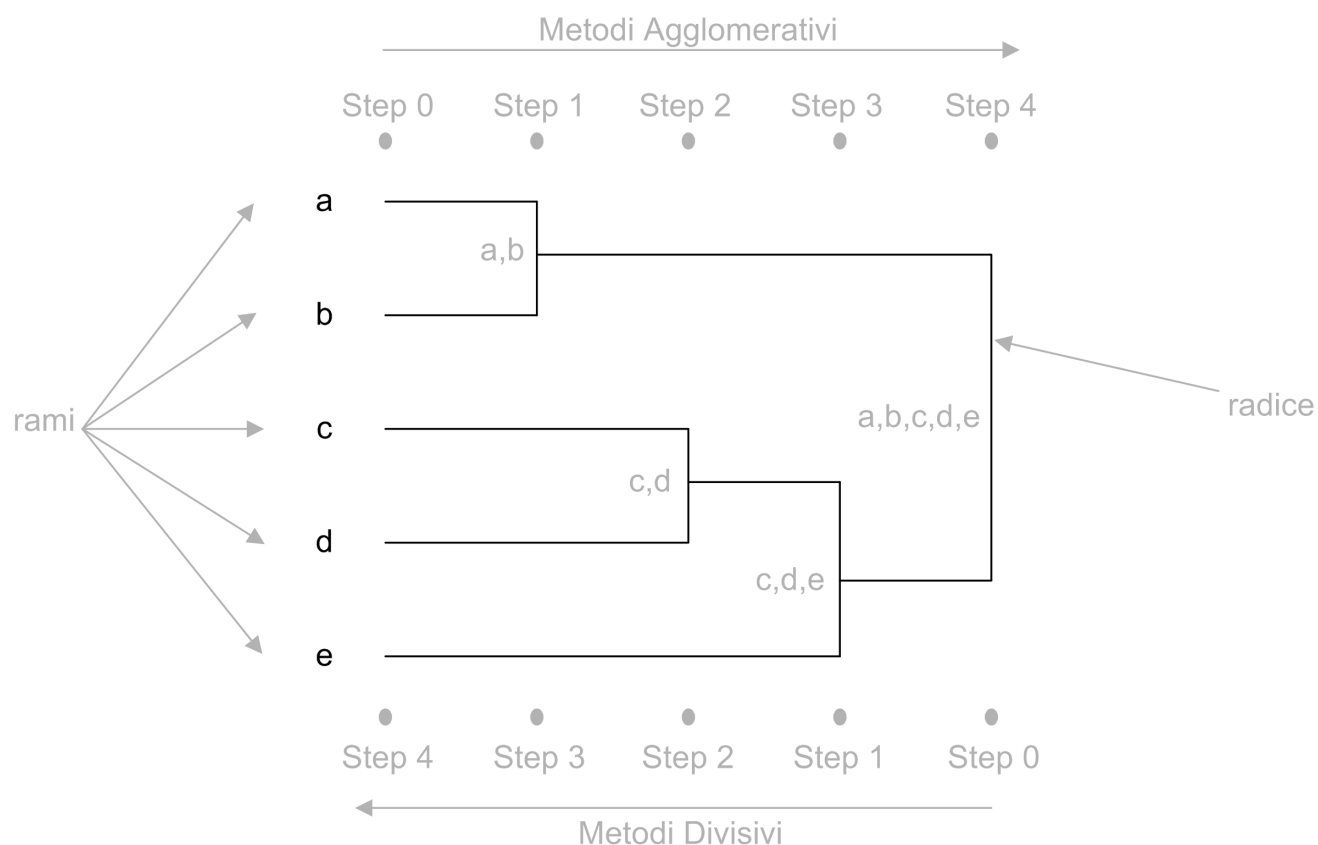 Metodi Agglomerativi
Step 0 Step 1 Step 2 Step 3 Step 4
a
a,b
b
rami
c
a,b,c,d,e
radice
c,d
d
c,d,e
e
Step 4 Step 3 Step 2 Step 1 Step 0
Metodi Divisivi